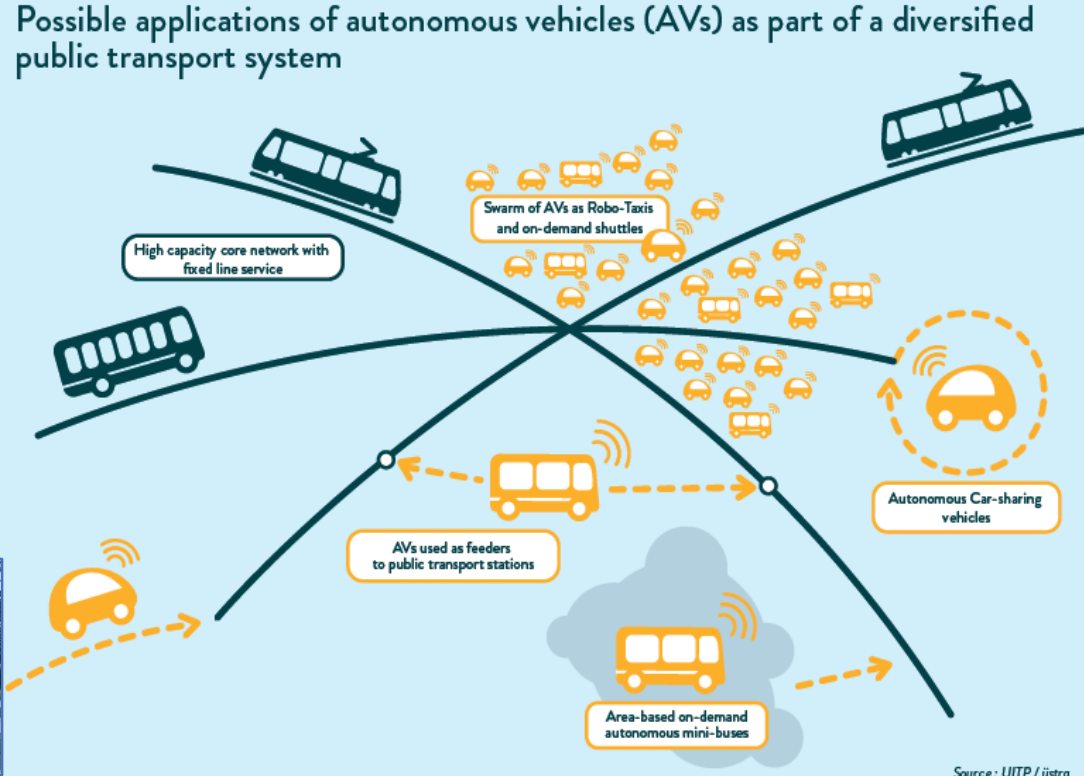 Possible applications of autonomous vehicles (AVs) as part of a diversified
public transport system
Swarm of AVs as Robo-Taxis
and on-demand shuttles
High capacity core network with
fixed line service
Autonomous Car-sharing
vehicles
AVs used as feeders
to public transport stations
Area-based on-demand
autonomous mini-buses
Source : UITP /